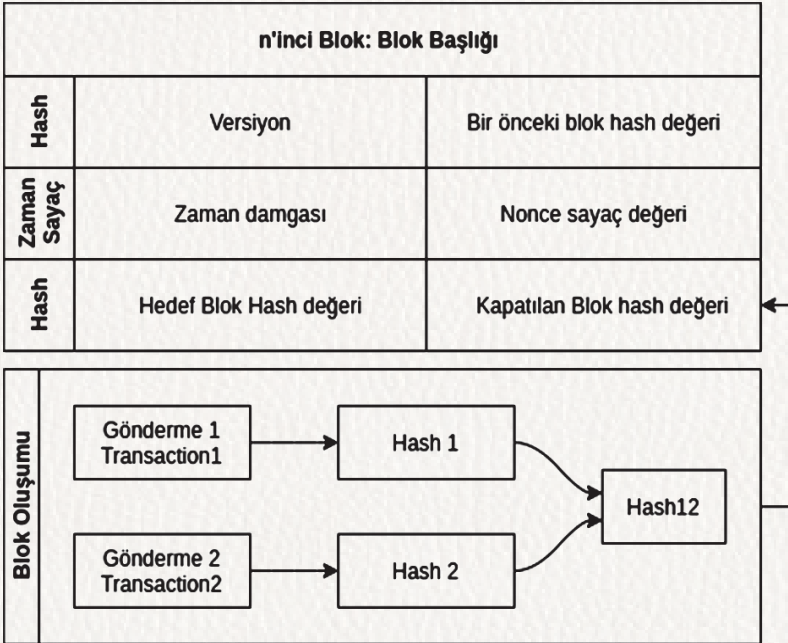 n'inci Blok: Blok Başlığı
Hash
Versiyon
Bir önceki blok hash değeri
Zaman
Sayaç
Zaman damgası
Nonce sayaç değeri
Hash
Hedef Blok Hash değeri
Kapatılan Blok hash değeri
Blok Oluşumu
Gönderme 1
Transaction1
Hash 1
Hash12
Gönderme 2
Transaction2
Hash 2